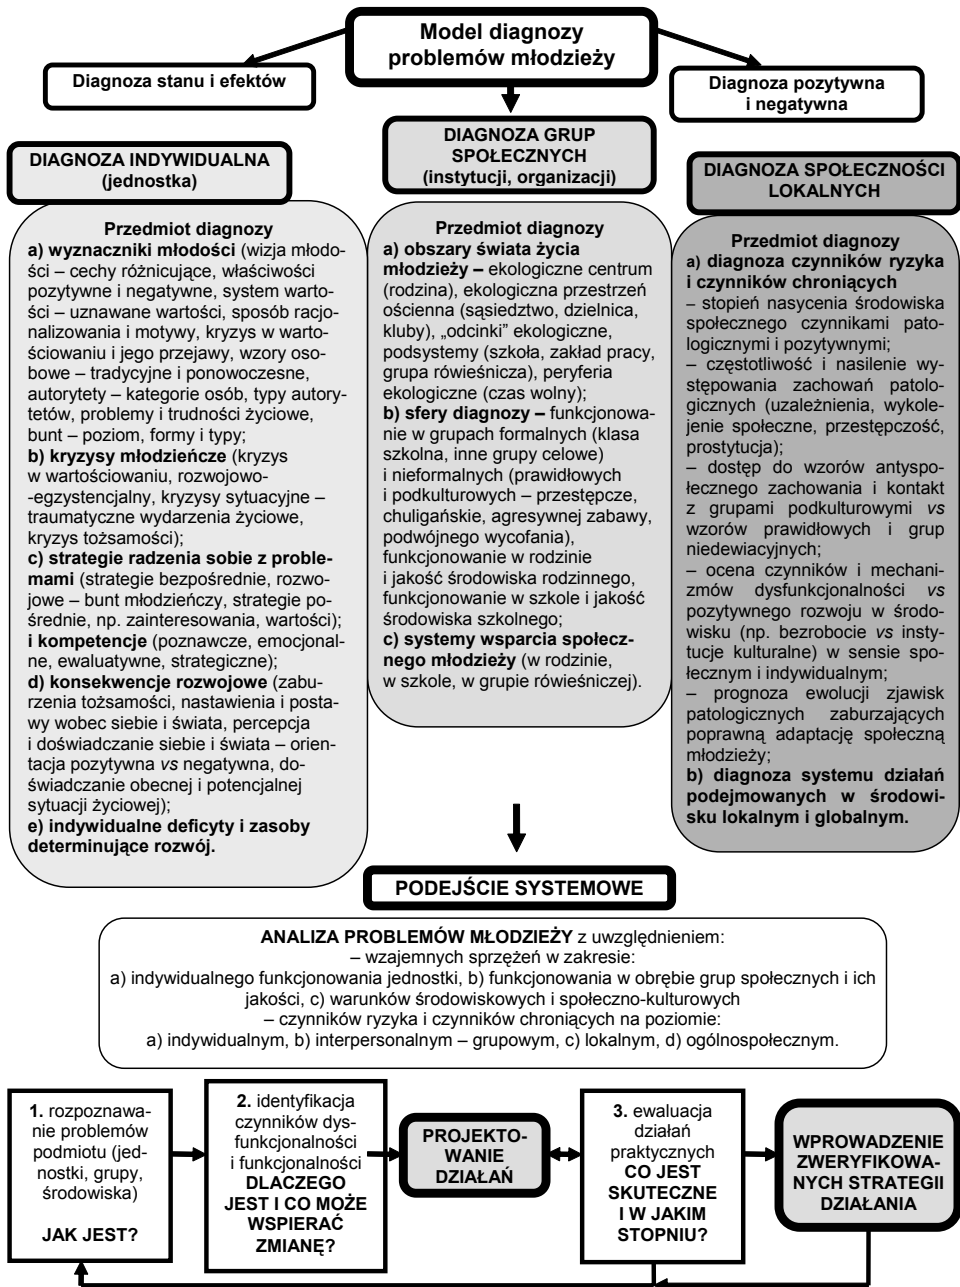 Model diagnozy
problemów młodzieży
Diagnoza stanu i efektów
Diagnoza pozytywna
i negatywna
DIAGNOZA INDYWIDUALNA
(jednostka)
Przedmiot diagnozy
a) wyznaczniki młodości (wizja młodo-
ści – cechy różnicujące, właściwości
pozytywne i negatywne, system warto-
ści – uznawane wartości, sposób racjo-
nalizowania i motywy, kryzys w warto-
ściowaniu i jego przejawy, wzory oso-
bowe – tradycyjne i ponowoczesne,
autorytety – kategorie osób, typy autory-
tetów, problemy i trudności życiowe,
bunt – poziom, formy i typy;
b) kryzysy młodzieńcze (kryzys
w wartościowaniu, rozwojowo-
-egzystencjalny, kryzysy sytuacyjne –
traumatyczne wydarzenia życiowe,
kryzys tożsamości);
c) strategie radzenia sobie z proble-
mami (strategie bezpośrednie, rozwo-
jowe – bunt młodzieńczy, strategie po-
średnie, np. zainteresowania, wartości);
i kompetencje (poznawcze, emocjonal-
ne, ewaluatywne, strategiczne);
d) konsekwencje rozwojowe (zabu-
rzenia tożsamości, nastawienia i posta-
wy wobec siebie i świata, percepcja
i doświadczanie siebie i świata – orien-
tacja pozytywna vs negatywna, do-
świadczanie obecnej i potencjalnej
sytuacji życiowej);
e) indywidualne deficyty i zasoby
determinujące rozwój.
DIAGNOZA GRUP
SPOŁECZNYCH
(instytucji, organizacji)
Przedmiot diagnozy
a) obszary świata życia
młodzieży – ekologiczne centrum
(rodzina), ekologiczna przestrzeń
ościenna (sąsiedztwo, dzielnica,
kluby), „odcinki” ekologiczne,
podsystemy (szkoła, zakład pracy,
grupa rówieśnicza), peryferia
ekologiczne (czas wolny);
b) sfery diagnozy – funkcjonowa-
nie w grupach formalnych (klasa
szkolna, inne grupy celowe)
i nieformalnych (prawidłowych
i podkulturowych – przestępcze,
chuligańskie, agresywnej zabawy,
podwójnego wycofania),
funkcjonowanie w rodzinie
i jakość środowiska rodzinnego,
funkcjonowanie w szkole i jakość
środowiska szkolnego;
c) systemy wsparcia społecz-
nego młodzieży (w rodzinie,
w szkole, w grupie rówieśniczej).
DIAGNOZA SPOŁECZNOŚCI
LOKALNYCH
Przedmiot diagnozy
a) diagnoza czynników ryzyka
i czynników chroniących
– stopień nasycenia środowiska
społecznego czynnikami pato-
logicznymi i pozytywnymi;
– częstotliwość i nasilenie wy-
stępowania zachowań patolo-
gicznych (uzależnienia, wykole-
jenie społeczne, przestępczość,
prostytucja);
– dostęp do wzorów antyspo-
łecznego zachowania i kontakt
z grupami podkulturowymi vs
wzorów prawidłowych i grup
niedewiacyjnych;
– ocena czynników i mechani-
zmów dysfunkcjonalności vs
pozytywnego rozwoju w środo-
wisku (np. bezrobocie vs insty-
tucje kulturalne) w sensie spo-
łecznym i indywidualnym;
– prognoza ewolucji zjawisk
patologicznych zaburzających
poprawną adaptację społeczną
młodzieży;
b) diagnoza systemu działań
podejmowanych w środowi-
sku lokalnym i globalnym.
PODEJŚCIE SYSTEMOWE
ANALIZA PROBLEMÓW MŁODZIEŻY z uwzględnieniem:
– wzajemnych sprzężeń w zakresie:
a) indywidualnego funkcjonowania jednostki, b) funkcjonowania w obrębie grup społecznych i ich
jakości, c) warunków środowiskowych i społeczno-kulturowych
– czynników ryzyka i czynników chroniących na poziomie:
a) indywidualnym, b) interpersonalnym – grupowym, c) lokalnym, d) ogólnospołecznym.
1. rozpoznawa-
nie problemów
podmiotu (jed-
nostki, grupy,
środowiska)
JAK JEST?
2. identyfikacja
czynników dys-
funkcjonalności
i funkcjonalności
DLACZEGO
JEST I CO MOŻE
WSPIERAĆ
ZMIANĘ?
PROJEKTO-
WANIE
DZIAŁAŃ
3. ewaluacja
działań
praktycznych
CO JEST
SKUTECZNE
I W JAKIM
STOPNIU?
WPROWADZENIE
ZWERYFIKOWA-
NYCH STRATEGII
DZIAŁANIA